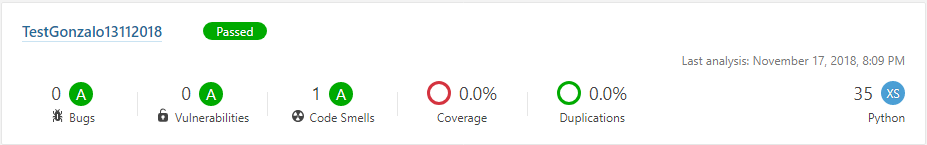 TestGonzalo13112018 Passed
Last analysis: November 17, 2018, 8:09 PM
0 A 0 A 1 A 0.0% 0.0% 35 XS
Bugs Vulnerabilities Code Smells Coverage Duplications Python